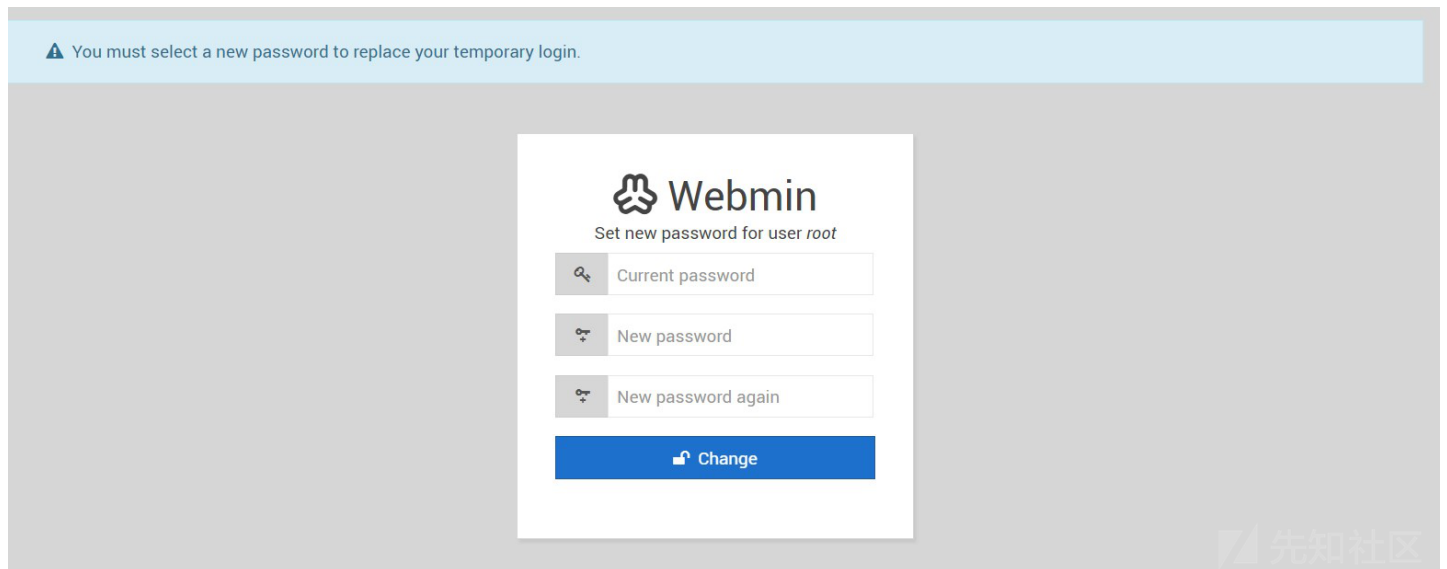 You must select a new password to replace your temporary login.
Webmin
Set new password for user root
Current password
New password
New password again
Change
先知社区